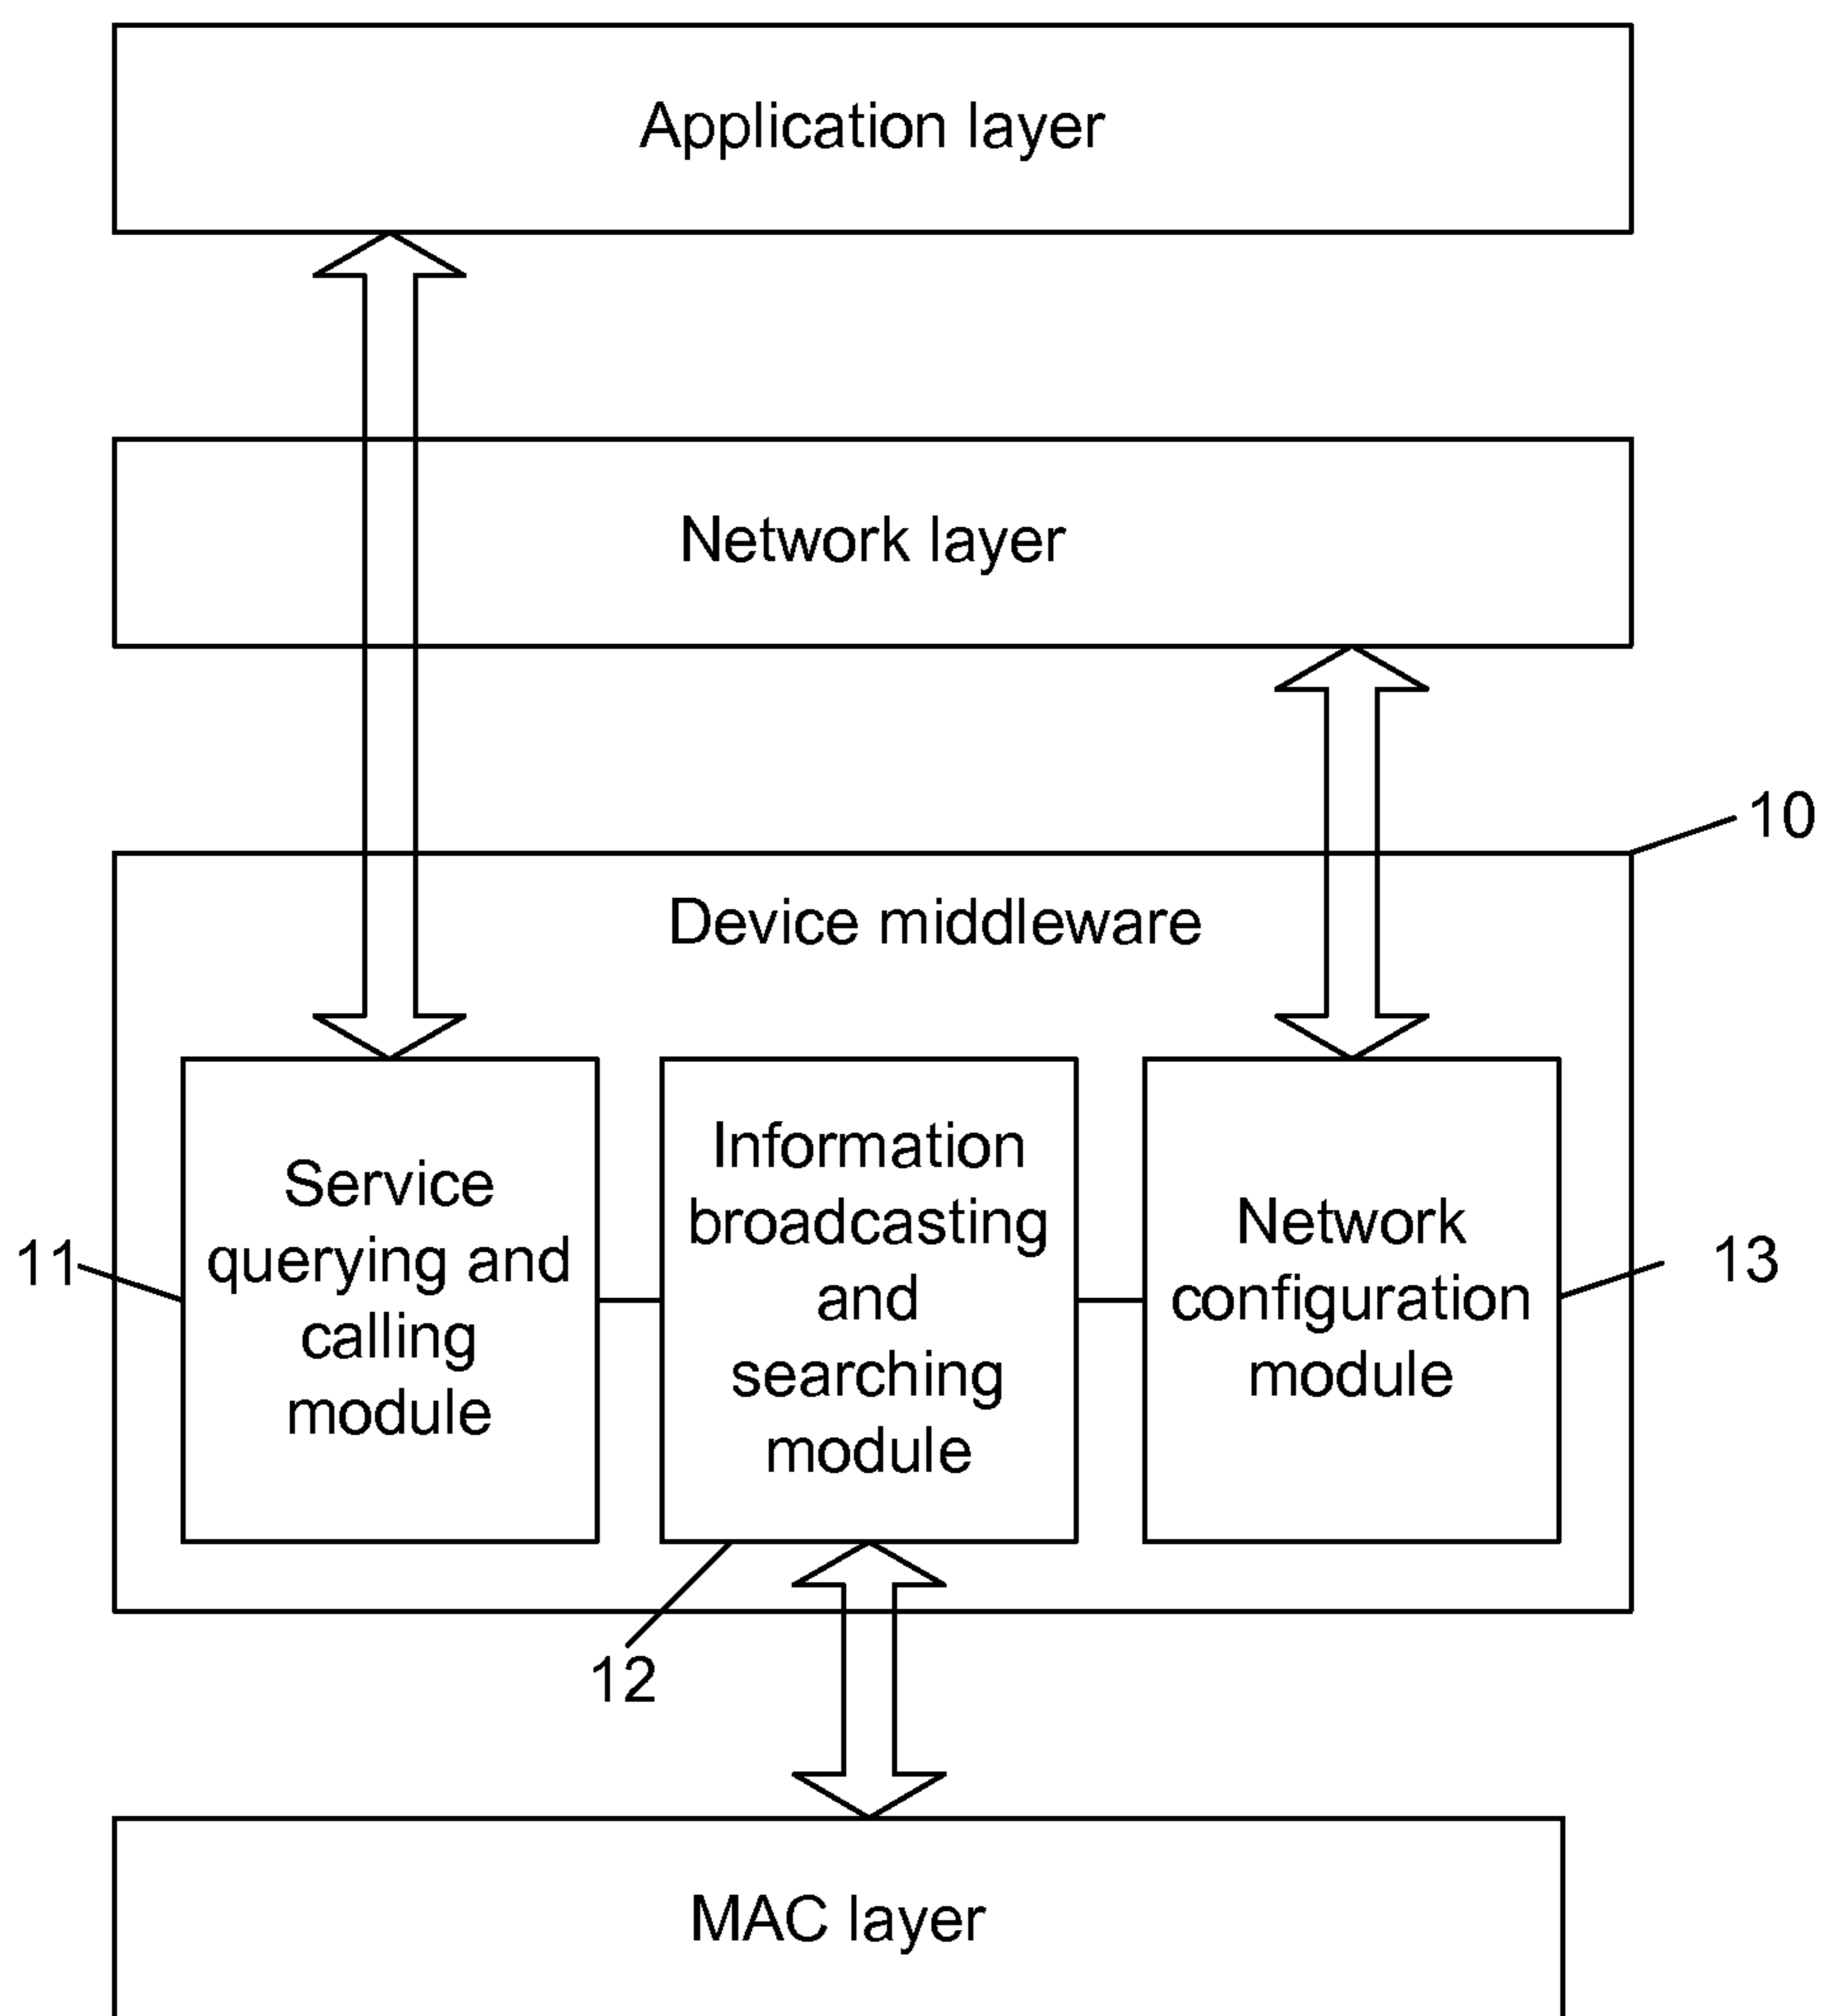 Application layer
Network layer
10
Device middleware
Service
querying and
calling
module
Information
broadcasting
and
searching
module
Network
configuration
module
11
13
12
MAC layer